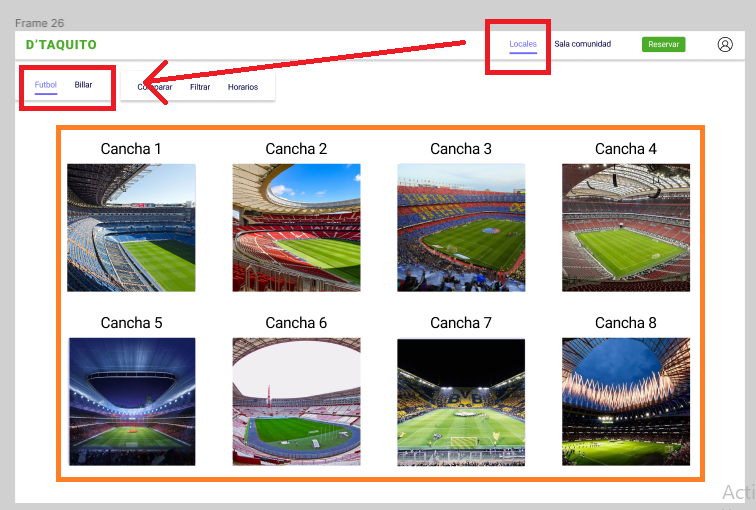 Frame 26
D'TAQUITO Locales Sala comunidad Reservar
Futbol Billar Comparar Filtrar Horarios
Cancha 1 Cancha 2 Cancha 3 Cancha 4
Cancha 5 Cancha 6 Cancha 7 Cancha 8
Acti